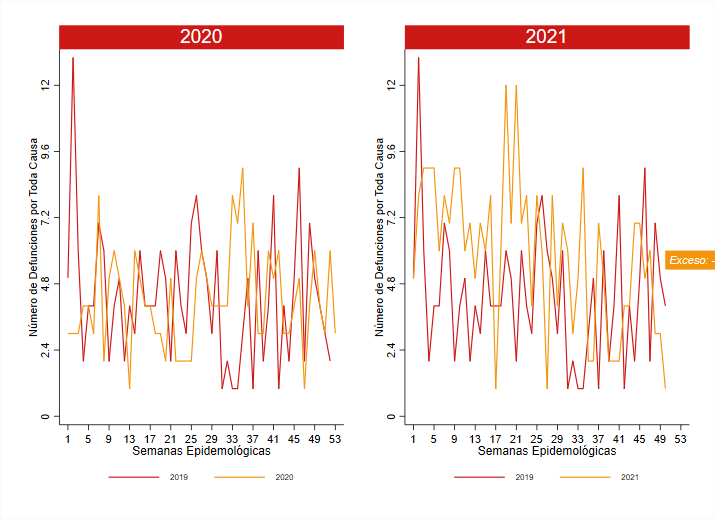 2020
2021
Número de Defunciones por Toda Causa
12
9.6
7.2
4.8
2.4
0
1 5 9 13 17 21 25 29 33 37 41 45 49 53
Semanas Epidemológicas
2019 2020
Número de Defunciones por Toda Causa
12
9.6
7.2
4.8
2.4
0
Exceso: -
1 5 9 13 17 21 25 29 33 37 41 45 49 53
Semanas Epidemológicas
2019 2021